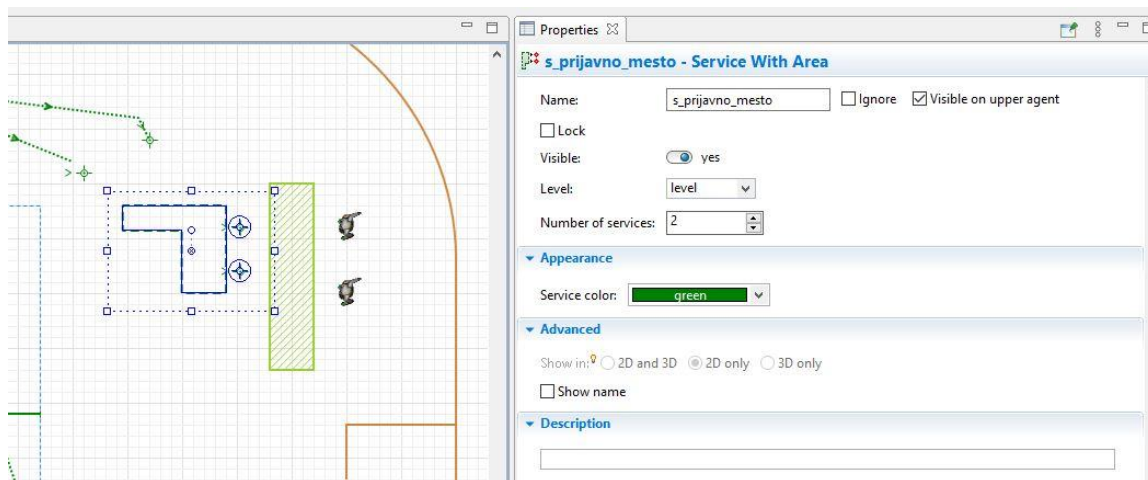 Properties
s_prijavno_mesto - Service With Area
Name: s_prijavno_mesto Ignore Visible on upper agent
Lock
Visible: yes
Level: level
Number of services: 2
Appearance
Service color: green
Advanced
Show in: 2D and 3D 2D only 3D only
Show name
Description